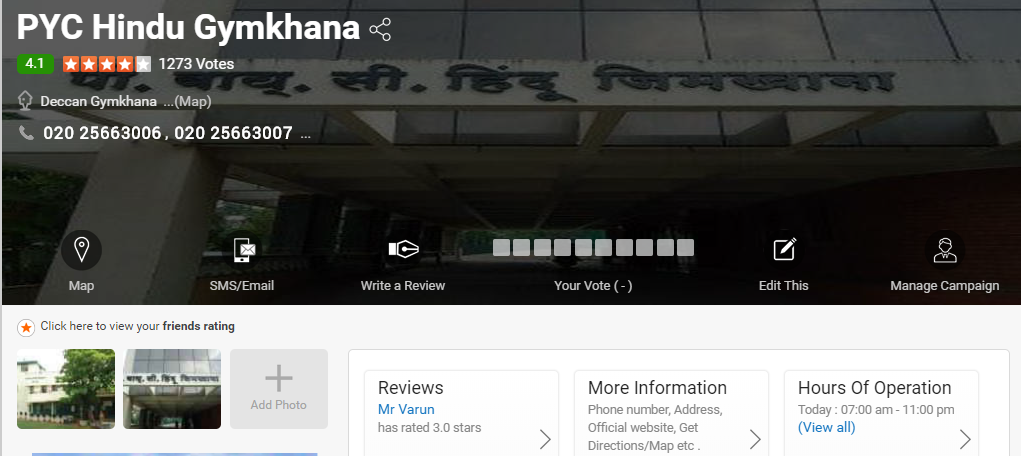 PYC Hindu Gymkhana
4.1 1273 Votes
वाय. सी. हिंदू जिमखाना
Deccan Gymkhana ...(Map)
020 25663006, 020 25663007 ...
Map
SMS/Email
Write a Review
Your Vote ( - )
Edit This
Manage Campaign
Click here to view your friends rating
वाय. सी. हिंदू जिमखाना
Add Photo
Reviews
Mr Varun
has rated 3.0 stars
More Information
Phone number, Address,
Official website, Get
Directions/Map etc .
Hours Of Operation
Today : 07:00 am - 11:00 pm
(View all)